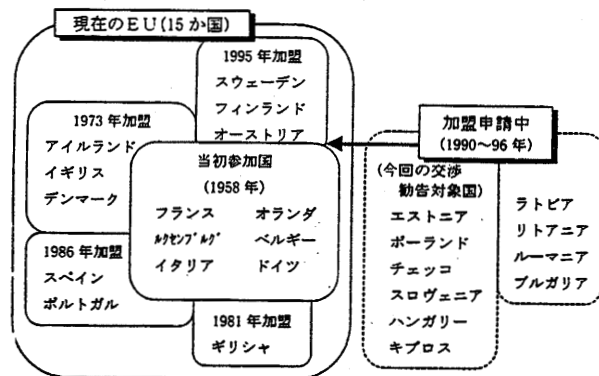 現在のEU(15か国)
1995年加盟
スウェーデン
フィンランド
オーストリア
1973年加盟
アイルランド
イギリス
デンマーク
当初参加国
(1958年)
フランス オランダ
ルクセンブルグ ベルギー
イタリア ドイツ
1986年加盟
スペイン
ポルトガル
1981年加盟
ギリシャ
加盟申請中
(1990～96年)
(今回の交渉
勧告対象国)
エストニア
ポーランド
チェッコ
スロヴェニア
ハンガリー
キプロス
ラトビア
リトアニア
ルーマニア
ブルガリア